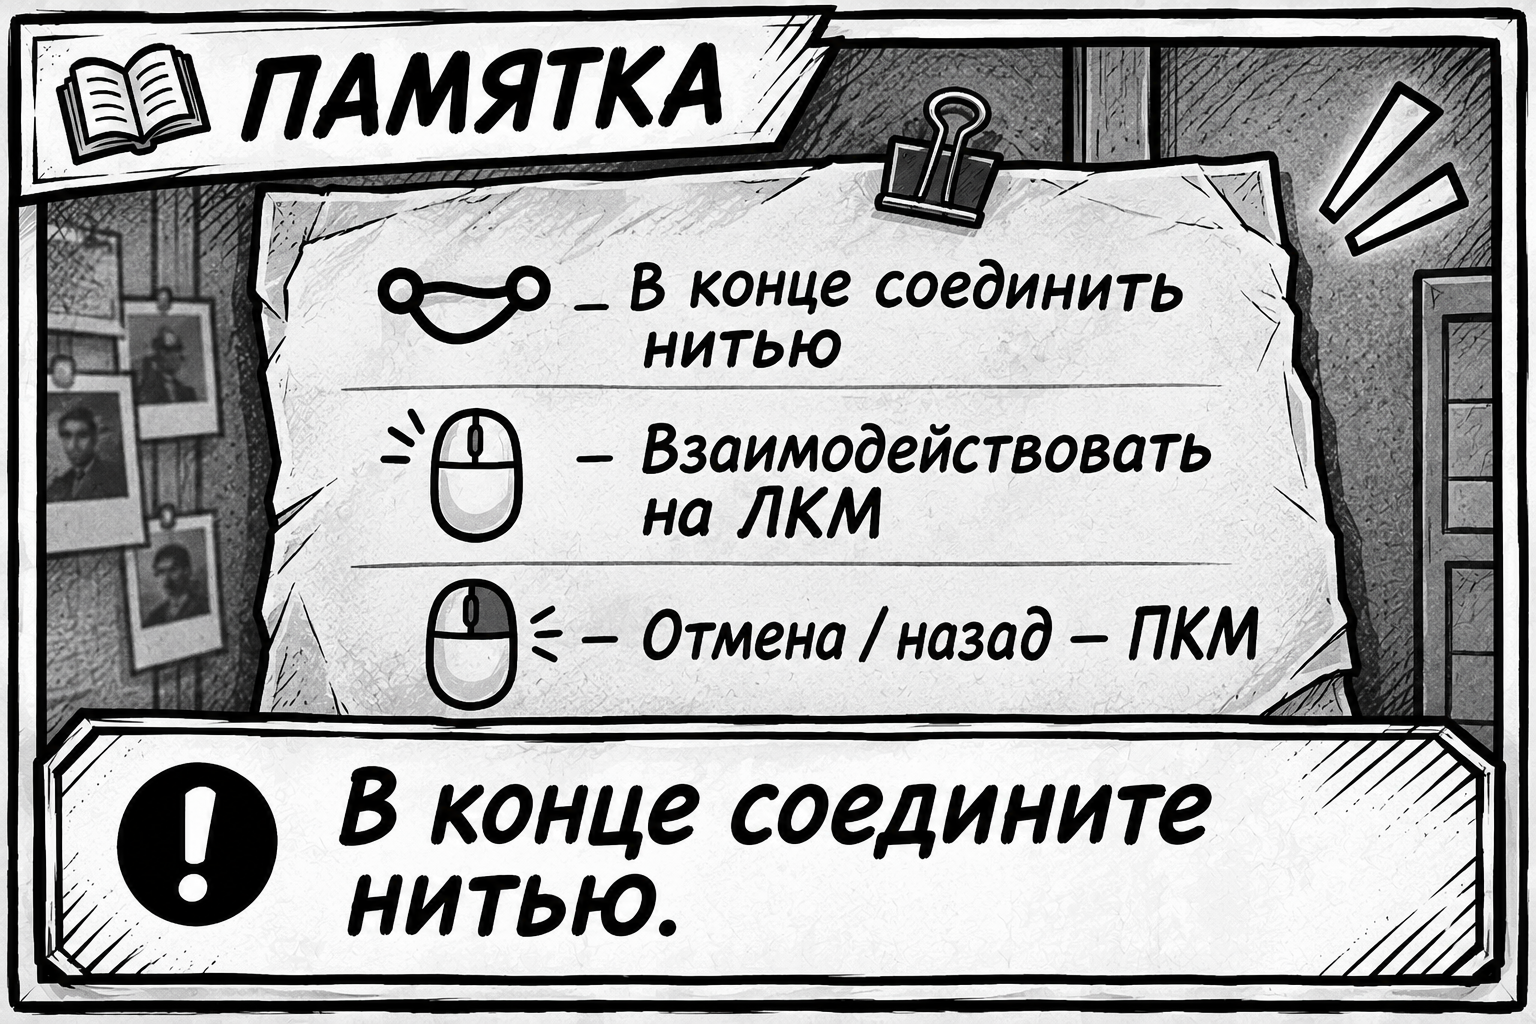 ПАМЯТКА
– В конце соединить
нитью
– Взаимодействовать
на ЛКМ
– Отмена / назад – ПКМ
! В конце соедините
нитью.